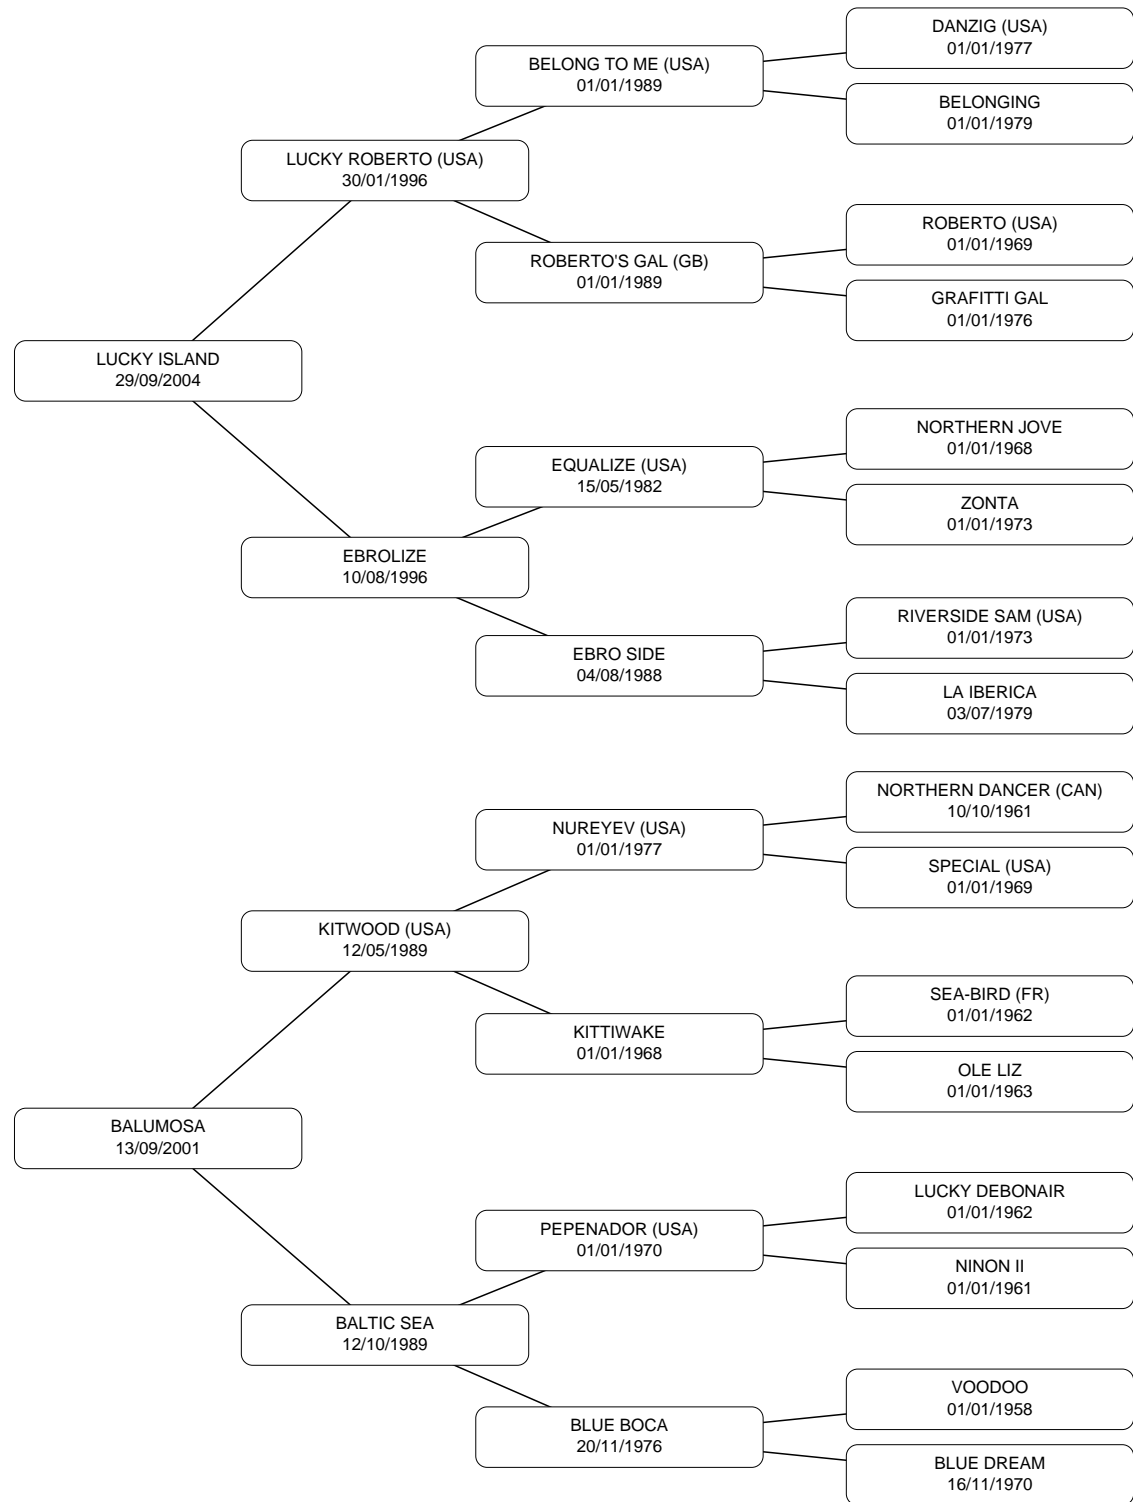 DANZIG (USA)
01/01/1977
BELONG TO ME (USA)
01/01/1989
BELONGING
01/01/1979
LUCKY ROBERTO (USA)
30/01/1996
ROBERTO (USA)
01/01/1969
ROBERTO'S GAL (GB)
01/01/1989
GRAFITTI GAL
01/01/1976
LUCKY ISLAND
29/09/2004
NORTHERN JOVE
01/01/1968
EQUALIZE (USA)
15/05/1982
ZONTA
01/01/1973
EBROLIZE
10/08/1996
RIVERSIDE SAM (USA)
01/01/1973
EBRO SIDE
04/08/1988
LA IBERICA
03/07/1979
NORTHERN DANCER (CAN)
10/10/1961
NUREYEV (USA)
01/01/1977
SPECIAL (USA)
01/01/1969
KITWOOD (USA)
12/05/1989
SEA-BIRD (FR)
01/01/1962
KITTIWAKE
01/01/1968
OLE LIZ
01/01/1963
BALUMOSA
13/09/2001
LUCKY DEBONAIR
01/01/1962
PEPENADOR (USA)
01/01/1970
NINON II
01/01/1961
BALTIC SEA
12/10/1989
VOODOO
01/01/1958
BLUE BOCA
20/11/1976
BLUE DREAM
16/11/1970